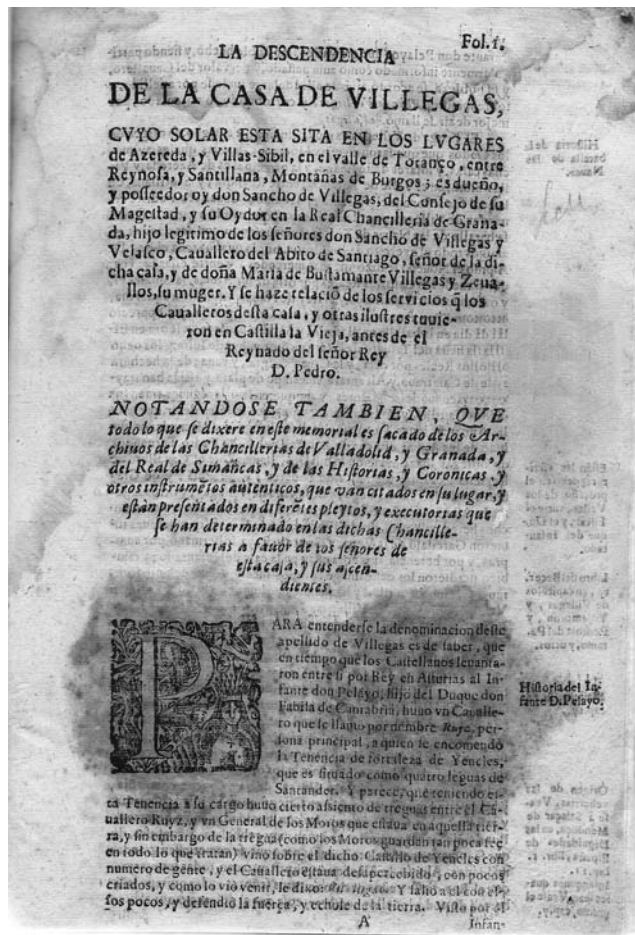 Fol. 1.
LA DESCENDENCIA
DE LA CASA DE VILLEGAS,
CVYO SOLAR ESTA SITA EN LOS LVGARES
de Azereda, y Villas-Sibil, en el valle de Toranço, entre
Reynosa, y Santillana, Montañas de Burgos; es dueño,
y posseedor oy don Sancho de Villegas, del Consejo de su
Magestad, y su Oydor en la Real Chancilleria de Grana-
da, hijo legitimo de los señores don Sancho de Villegas y
Velasco, Cauallero del Abito de Santiago, señor de la di-
cha casa, y de doña Maria de Bustamante Villegas y Zeua-
llos, su muger. Y se haze relaciõ de los seruicios q̃ los
Caualleros desta casa, y otras ilustres tuuie-
ron en Castilla la Vieja, antes de el
Reynado del señor Rey
D. Pedro.
NOTANDOSE TAMBIEN, QVE
todo lo que se dixere en este memorial es sacado de los Ar-
chiuos de las Chancillerias de Valladolid, y Granada, y
del Real de Simãcas, y de las Historias, y Coronicas, y
otros instrumẽtos autenticos, que van citados en su lugar, y
están presentados en diferẽtes pleytos, y executorias que
se han determinado en las dichas Chancille-
rias a fauor de los señores de
esta casa, y sus ascen-
dientes.
PARA entenderse la denominacion deste
apellido de Villegas es de saber, que
en tiempo que los Castellanos leuanta-
ron entre si por Rey en Asturias al In-
fante don Pelayo, hijo del Duque don
Fabila de Cantabria, huuo vn Caualle-
ro que se llamò por nombre Ruyz, per-
sona principal, a quien se encomendò
la Tenencia de fortaleza de Yencles,
que es situado como quatro leguas de
Santander. Y parece, que teniendo es-
ta Tenencia a su cargo huuo cierto assiento de treguas entre el Ca-
uallero Ruyz, y vn General de los Moros que estaua en aquella tier-
ra, y sin embargo de la tregua (como los Moros guardan tan poca fee
en todo lo que tratan) vino sobre el dicho Castillo de Yencles con
numero de gente, y el Cauallero estaua desapercebido, con pocos
criados, y como lo viò venir, le dixo: Y saliò a el con es-
sos pocos, y defendiò la fuerça, y echole de la tierra. Visto por el
A
Infan-
Historia del In-
fante D. Pelayo.